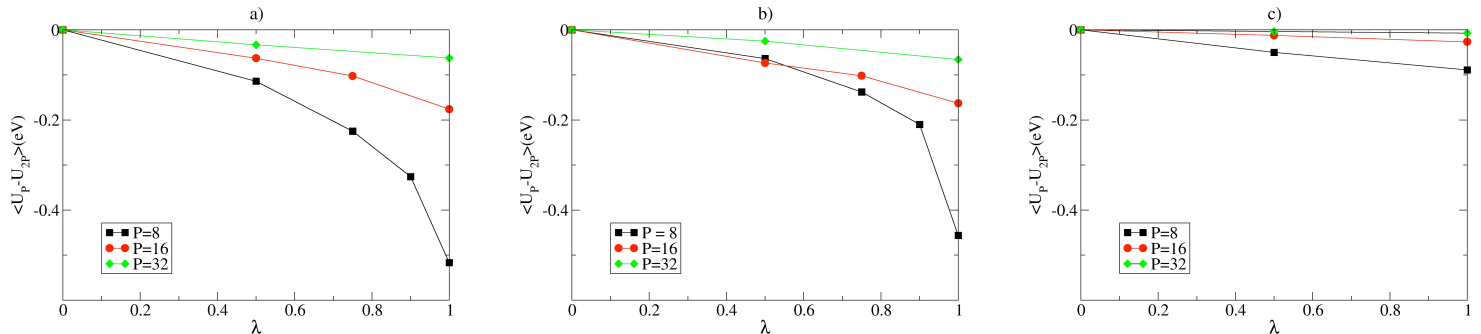 a)
0
-0.2
-0.4
<U_P-U_2P>(eV)
P=8
P=16
P=32
0 0.2 0.4 0.6 0.8 1
λ
b)
0
-0.2
-0.4
<U_P-U_2P>(eV)
P = 8
P=16
P=32
0 0.2 0.4 0.6 0.8 1
λ
c)
0
-0.2
-0.4
<U_P-U_2P>(eV)
P=8
P=16
P=32
0 0.2 0.4 0.6 0.8 1
λ